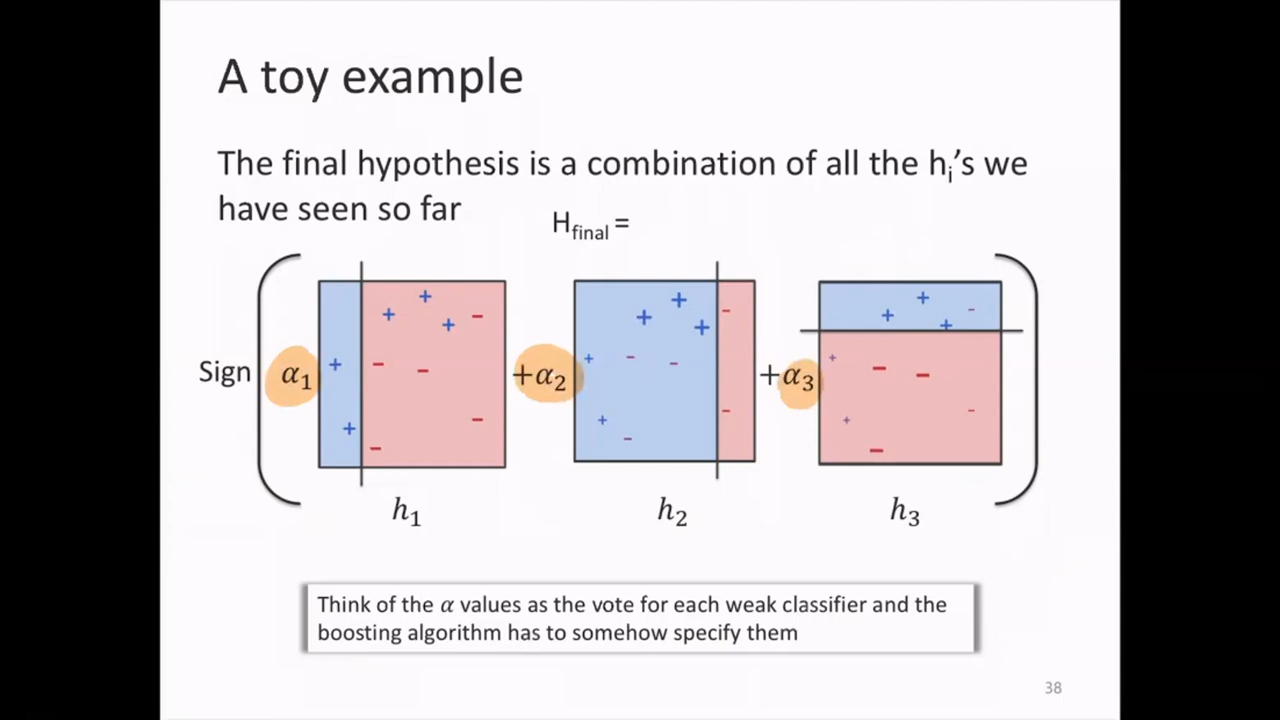 A toy example
The final hypothesis is a combination of all the hᵢ's we
have seen so far
H_final =
Sign α₁ +α₂ +α₃
h₁ h₂ h₃
Think of the α values as the vote for each weak classifier and the
boosting algorithm has to somehow specify them
38